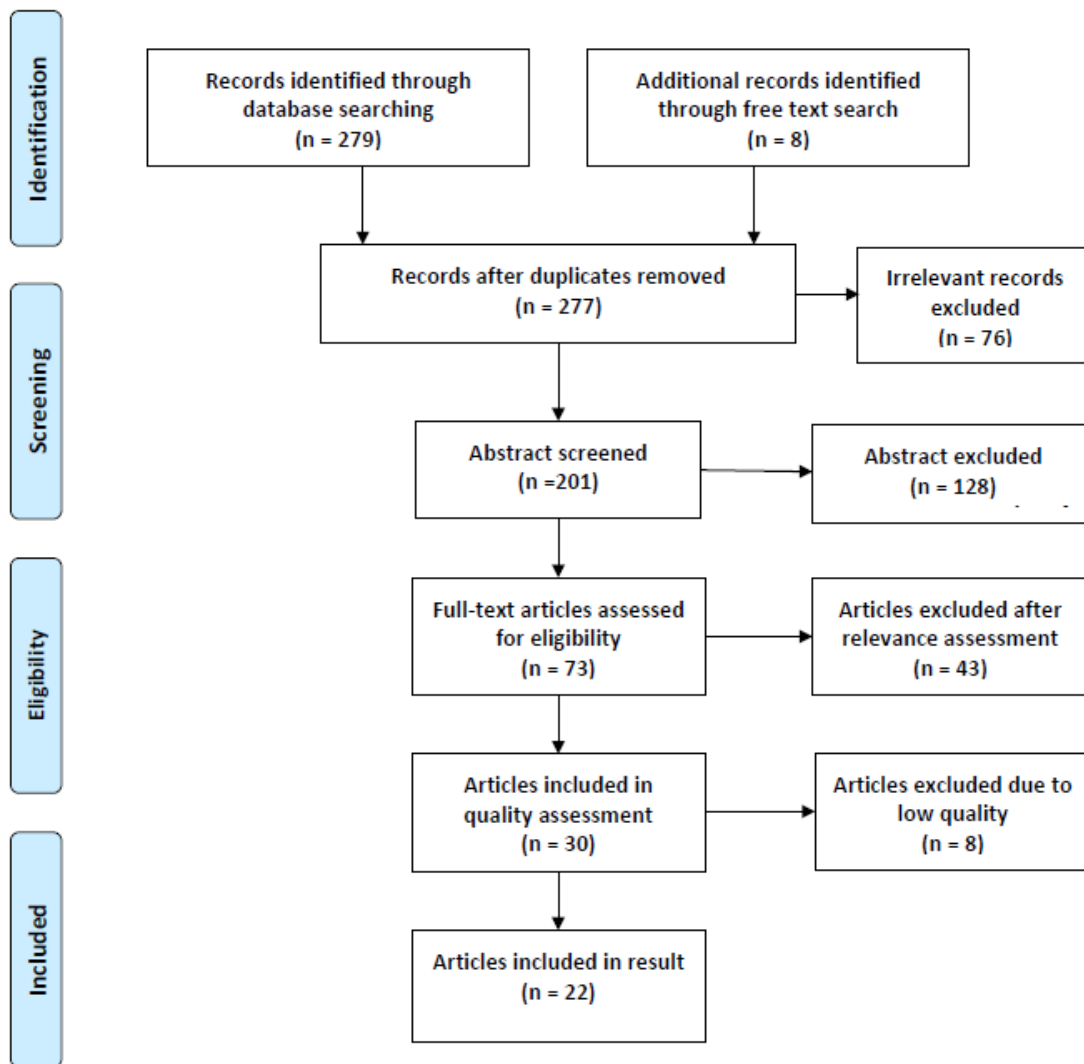 Identification
Records identified through
database searching
(n = 279)
Additional records identified
through free text search
(n = 8)
Records after duplicates removed
(n = 277)
Irrelevant records
excluded
(n = 76)
Screening
Abstract screened
(n =201)
Abstract excluded
(n = 128)
Eligibility
Full-text articles assessed
for eligibility
(n = 73)
Articles excluded after
relevance assessment
(n = 43)
Articles included in
quality assessment
(n = 30)
Articles excluded due to
low quality
(n = 8)
Included
Articles included in result
(n = 22)